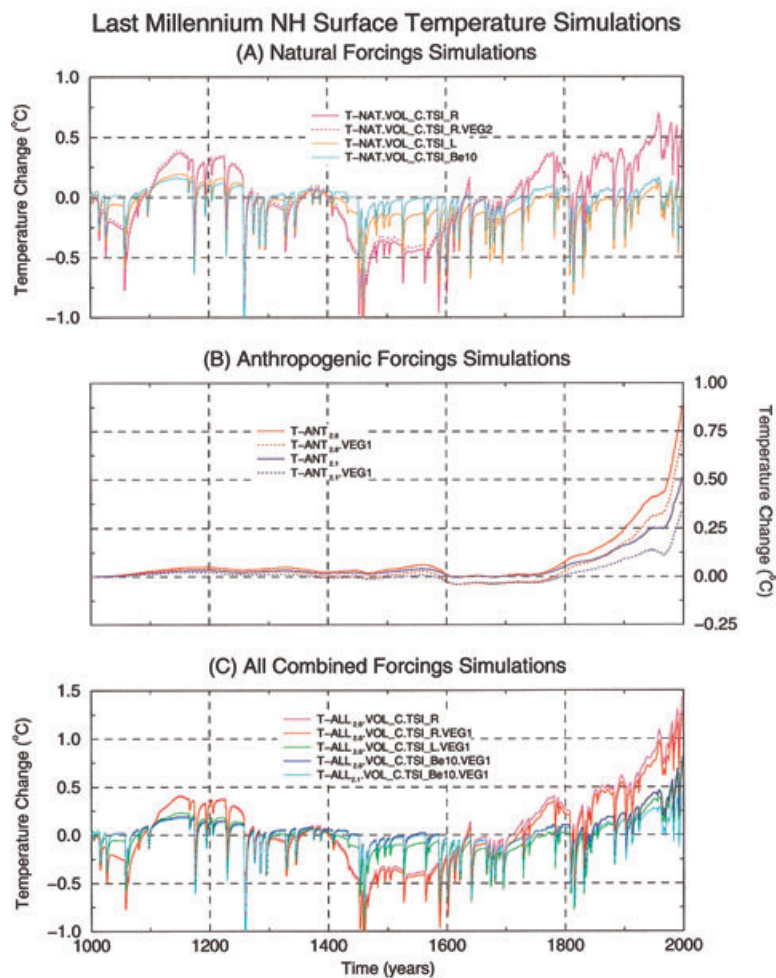 Last Millennium NH Surface Temperature Simulations
(A) Natural Forcings Simulations
Temperature Change (°C)
1.0
0.5
0.0
−0.5
−1.0
T−NAT.VOL_C.TSI_R
T−NAT.VOL_C.TSI_R.VEG2
T−NAT.VOL_C.TSI_L
T−NAT.VOL_C.TSI_Be10
(B) Anthropogenic Forcings Simulations
T−ANT2.8
T−ANT2.8.VEG1
T−ANT2.1
T−ANT2.1.VEG1
1.00
0.75
0.50
0.25
0.00
−0.25
Temperature Change (°C)
(C) All Combined Forcings Simulations
Temperature Change (°C)
1.5
1.0
0.5
0.0
−0.5
−1.0
T−ALL2.8.VOL_C.TSI_R
T−ALL2.8.VOL_C.TSI_R.VEG1
T−ALL2.8.VOL_C.TSI_L.VEG1
T−ALL2.8.VOL_C.TSI_Be10.VEG1
T−ALL2.1.VOL_C.TSI_Be10.VEG1
1000 1200 1400 1600 1800 2000
Time (years)